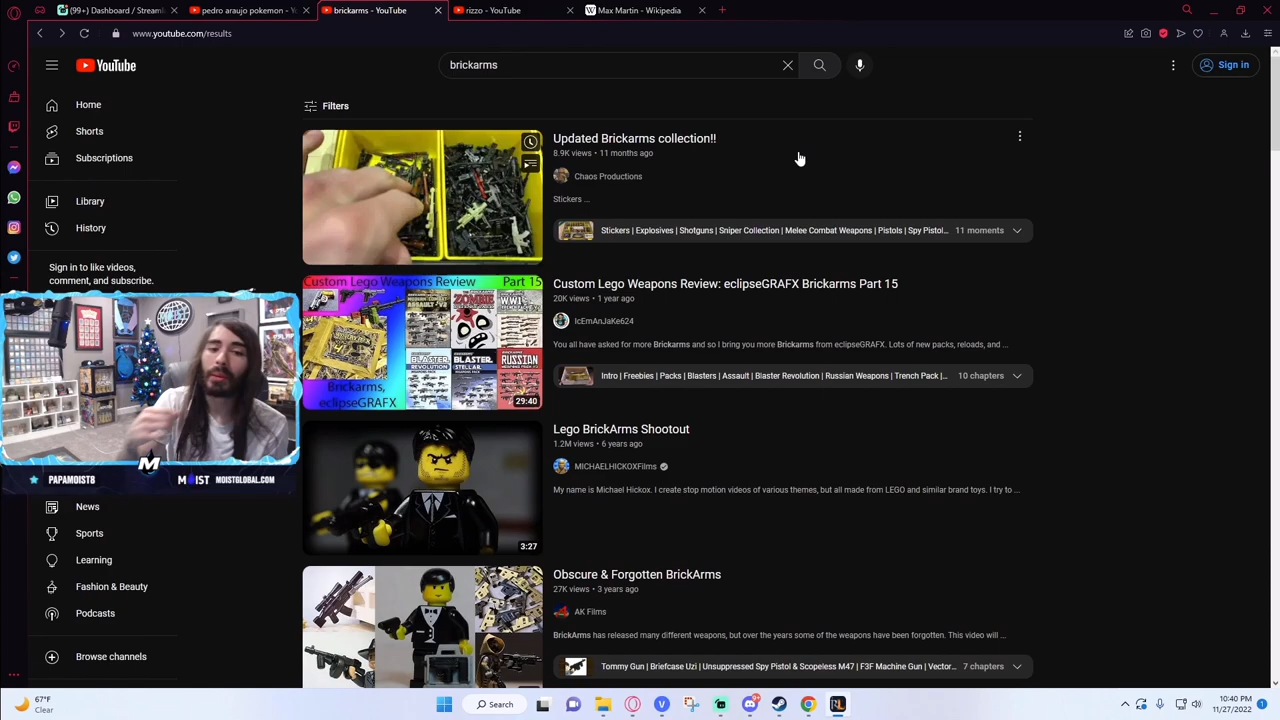 (99+) Dashboard / Streamla
pedro araujo pokemon - Yo
brickarms - YouTube
rizzo - YouTube
Max Martin - Wikipedia
www.youtube.com/results
YouTube
brickarms
Sign in
Home
Shorts
Subscriptions
Library
History
Sign in to like videos,
comment, and subscribe.
PAPAMOIST8
M
MOIST
MOISTGLOBAL.COM
News
Sports
Learning
Fashion & Beauty
Podcasts
Browse channels
Filters
Updated Brickarms collection!!
8.9K views • 11 months ago
Chaos Productions
Stickers ...
Stickers | Explosives | Shotguns | Sniper Collection | Melee Combat Weapons | Pistols | Spy Pistol...
11 moments
Custom Lego Weapons Review
Part 15
ZOMBIE
WW1
BLASTER
REVOLUTION
BLASTER
STELLAR
RUSSIAN
Brickarms,
eclipseGRAFX
29:40
Custom Lego Weapons Review: eclipseGRAFX Brickarms Part 15
20K views • 1 year ago
IcEmAnJaKe624
You all have asked for more Brickarms and so I bring you more Brickarms from eclipseGRAFX. Lots of new packs, reloads, and ...
Intro | Freebies | Packs | Blasters | Assault | Blaster Revolution | Russian Weapons | Trench Pack |...
10 chapters
3:27
Lego BrickArms Shootout
1.2M views • 6 years ago
MICHAELHICKOXFilms
My name is Michael Hickox. I create stop motion videos of various themes, but all made from LEGO and similar brand toys. I try to ...
Obscure & Forgotten BrickArms
27K views • 3 years ago
AK Films
BrickArms has released many different weapons, but over the years some of the weapons have been forgotten. This video will ...
Tommy Gun | Briefcase Uzi | Unsuppressed Spy Pistol & Scopeless M47 | F3F Machine Gun | Vector...
7 chapters
67°F
Clear
Search
10:40 PM
11/27/2022